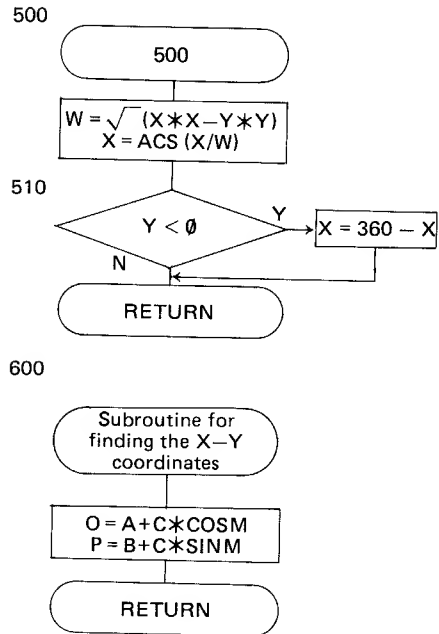 500
500
W = √ (X*X–Y*Y)
X = ACS (X/W)
510
Y < Ø
Y
X = 360 – X
N
RETURN
600
Subroutine for
finding the X–Y
coordinates
O = A+C*COSM
P = B+C*SINM
RETURN